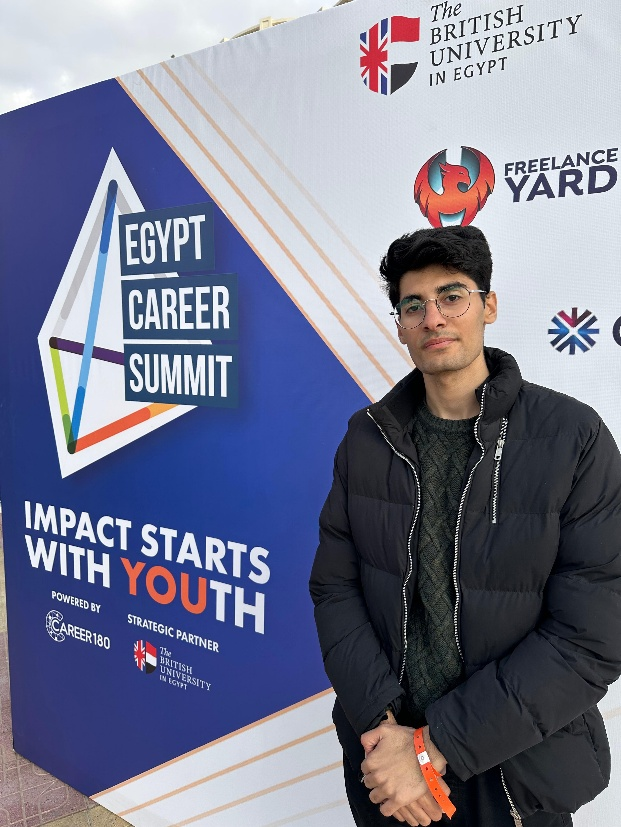 The
BRITISH
UNIVERSITY
IN EGYPT
FREELANCE
YARD
EGYPT
CAREER
SUMMIT
IMPACT STARTS
WITH YOUTH
POWERED BY
CAREER180
STRATEGIC PARTNER
The
BRITISH
UNIVERSITY
IN EGYPT